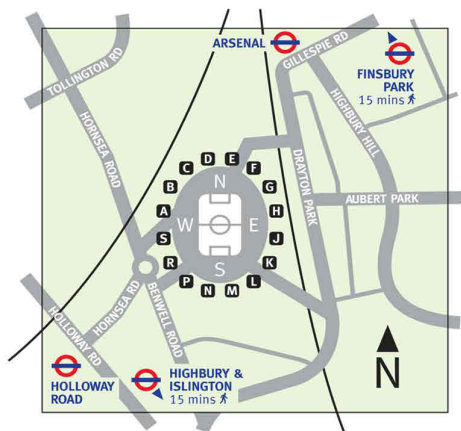 ARSENAL
GILLESPIE RD
FINSBURY
PARK
15 mins
TOLLINGTON RD
HORNSEA ROAD
HIGHBURY HILL
DRAYTON PARK
AUBERT PARK
D
E
C
F
B
G
A
H
S
J
R
K
P
L
N
M
N
W
E
S
HORNSEA RD
BENWELL ROAD
HOLLOWAY RD
HOLLOWAY
ROAD
HIGHBURY &
ISLINGTON
15 mins
N